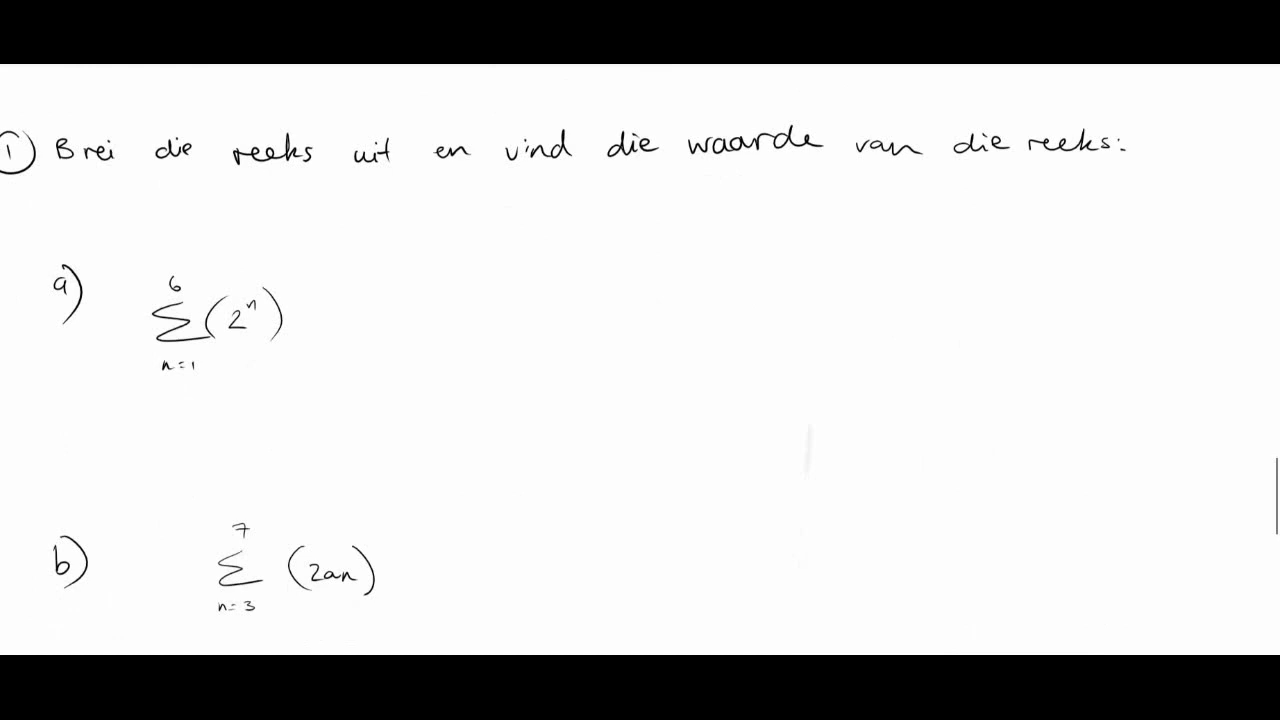 ① Brei die reeks uit en vind die waarde van die reeks:
a) 6
∑ (2ⁿ)
n=1
b) 7
∑ (2an)
n=3